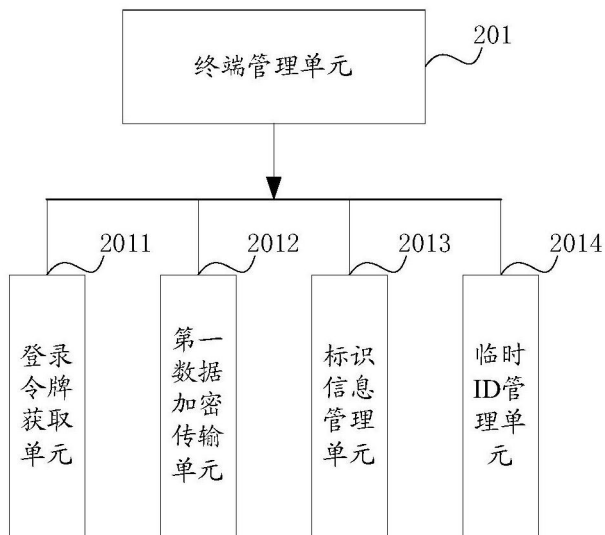 终端管理单元
201
2011
2012
2013
2014
登录
令牌
获取
单元
第一
数据
加密
传输
单元
标识
信息
管理
单元
临时
ID管
理单
元